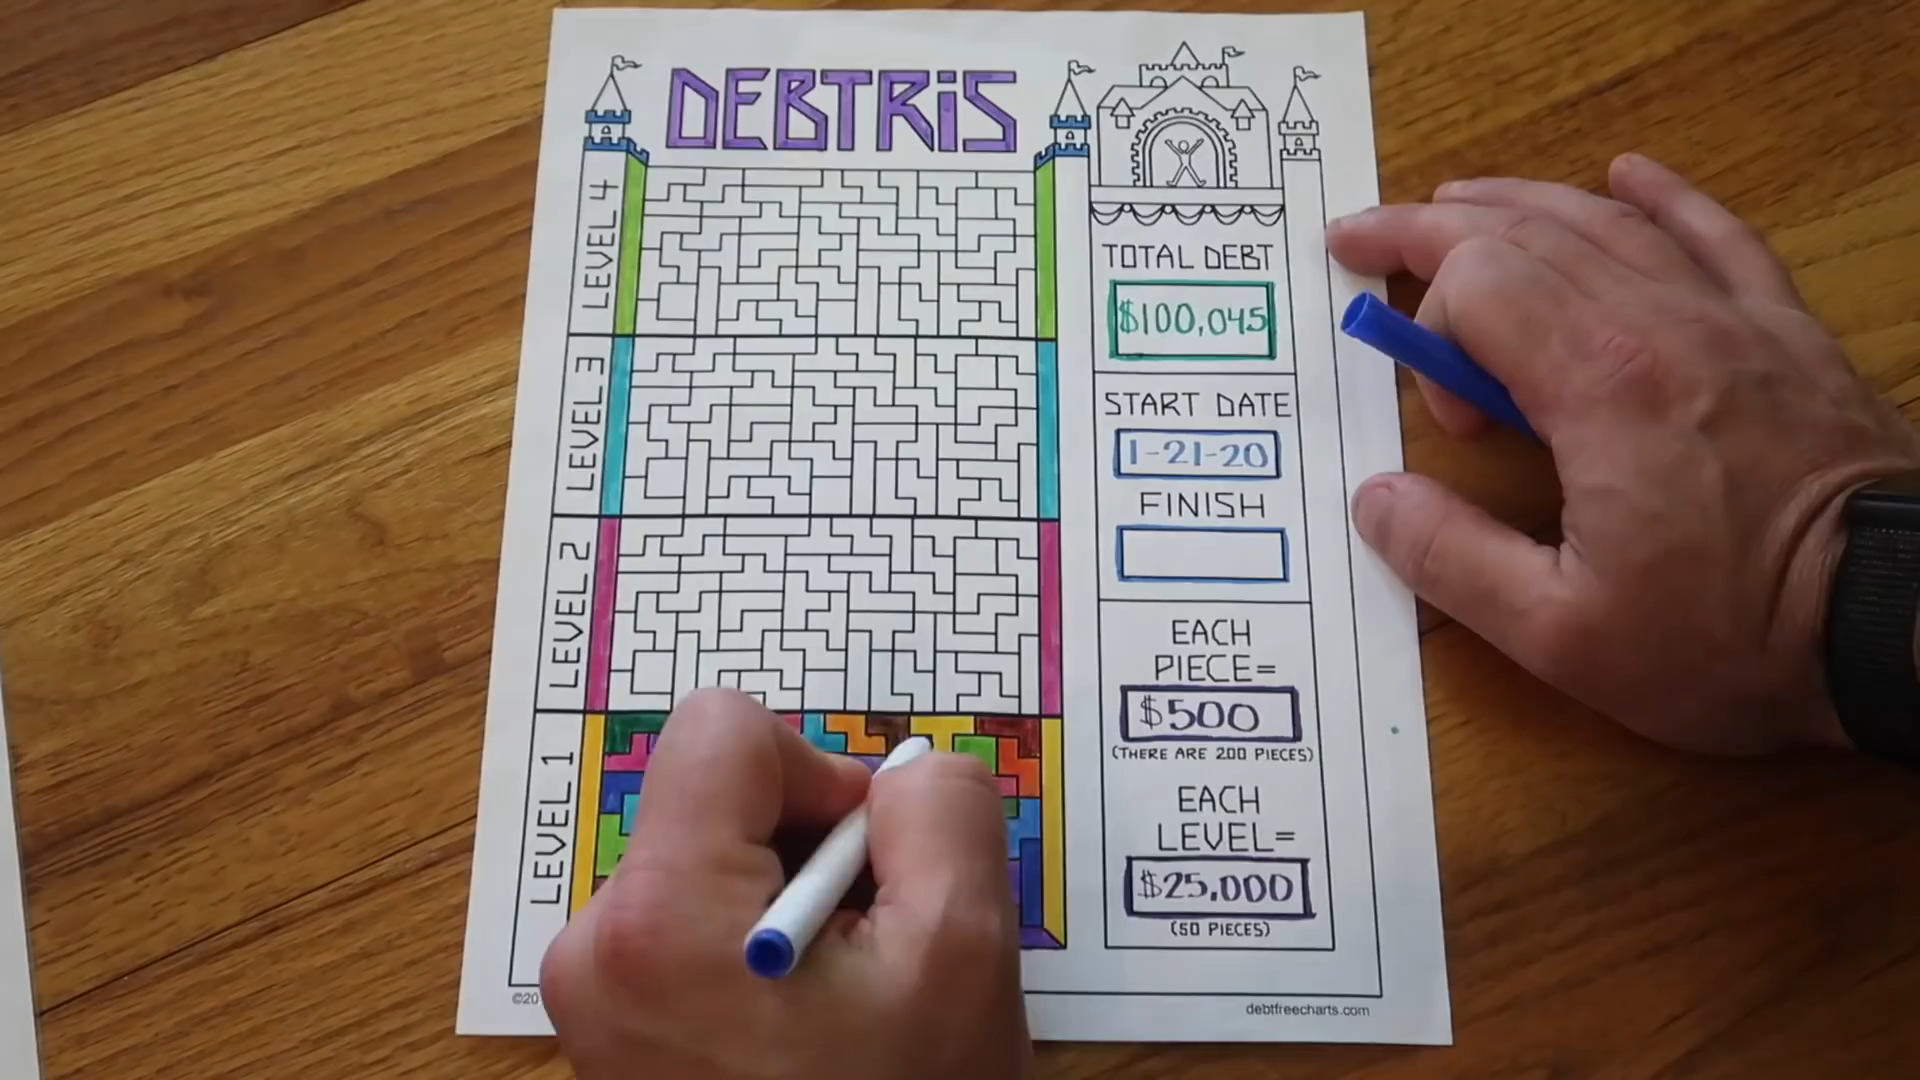 DEBTRiS
LEVEL 4
LEVEL 3
LEVEL 2
LEVEL 1
TOTAL DEBT
$100,045
START DATE
1-21-20
FINISH
EACH
PIECE=
$500
(THERE ARE 200 PIECES)
EACH
LEVEL=
$25.000
(50 PIECES)
debtfreecharts.com